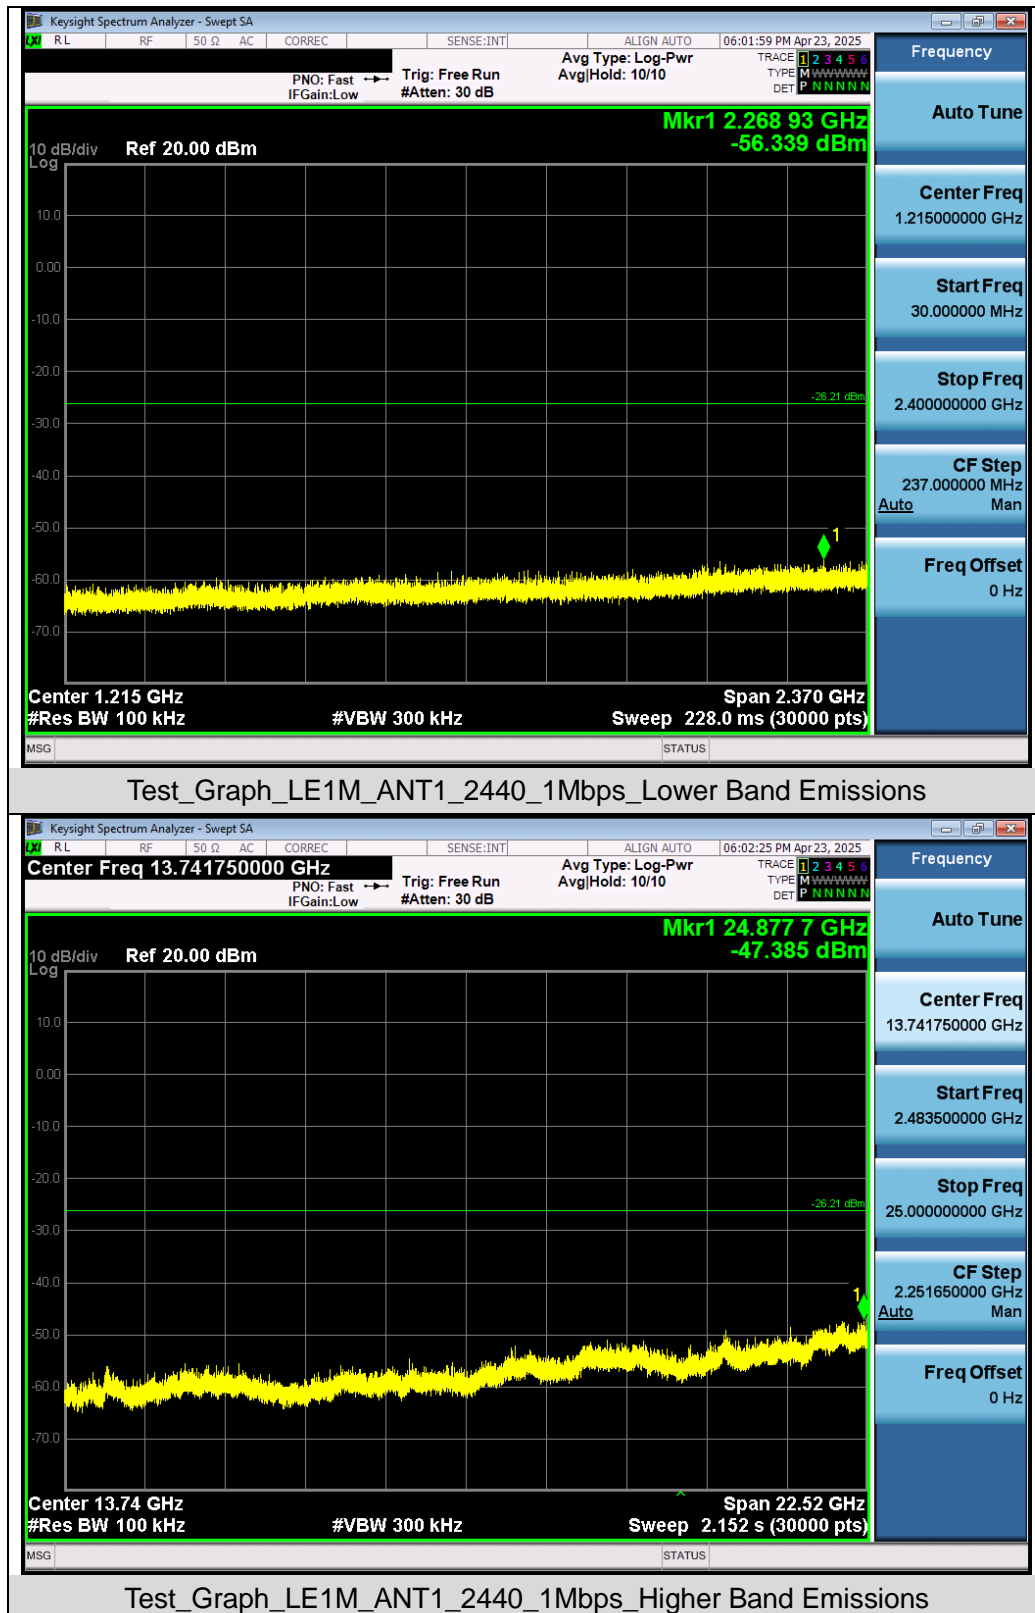 Keysight Spectrum Analyzer - Swept SA
LXI RL RF 50 Ω AC CORREC SENSE:INT ALIGN AUTO 06:01:59 PM Apr 23, 2025
PNO: Fast
IFGain:Low
Trig: Free Run
#Atten: 30 dB
Avg Type: Log-Pwr
Avg|Hold: 10/10
TRACE 1 2 3 4 5 6
TYPE M WWWWW
DET P N N N N N
Mkr1 2.268 93 GHz
-56.339 dBm
10 dB/div Ref 20.00 dBm
Log
10.0
0.00
-10.0
-20.0
-26.21 dBm
-30.0
-40.0
-50.0
1
-60.0
-70.0
Center 1.215 GHz Span 2.370 GHz
#Res BW 100 kHz #VBW 300 kHz Sweep 228.0 ms (30000 pts)
MSG STATUS
Frequency
Auto Tune
Center Freq
1.215000000 GHz
Start Freq
30.000000 MHz
Stop Freq
2.400000000 GHz
CF Step
237.000000 MHz
Auto Man
Freq Offset
0 Hz
Test_Graph_LE1M_ANT1_2440_1Mbps_Lower Band Emissions
Keysight Spectrum Analyzer - Swept SA
LXI RL RF 50 Ω AC CORREC SENSE:INT ALIGN AUTO 06:02:25 PM Apr 23, 2025
Center Freq 13.741750000 GHz
PNO: Fast
IFGain:Low
Trig: Free Run
#Atten: 30 dB
Avg Type: Log-Pwr
Avg|Hold: 10/10
TRACE 1 2 3 4 5 6
TYPE M WWWWW
DET P N N N N N
Mkr1 24.877 7 GHz
-47.385 dBm
10 dB/div Ref 20.00 dBm
Log
10.0
0.00
-10.0
-20.0
-26.21 dBm
-30.0
-40.0
1
-50.0
-60.0
-70.0
Center 13.74 GHz Span 22.52 GHz
#Res BW 100 kHz #VBW 300 kHz Sweep 2.152 s (30000 pts)
MSG STATUS
Frequency
Auto Tune
Center Freq
13.741750000 GHz
Start Freq
2.483500000 GHz
Stop Freq
25.000000000 GHz
CF Step
2.251650000 GHz
Auto Man
Freq Offset
0 Hz
Test_Graph_LE1M_ANT1_2440_1Mbps_Higher Band Emissions